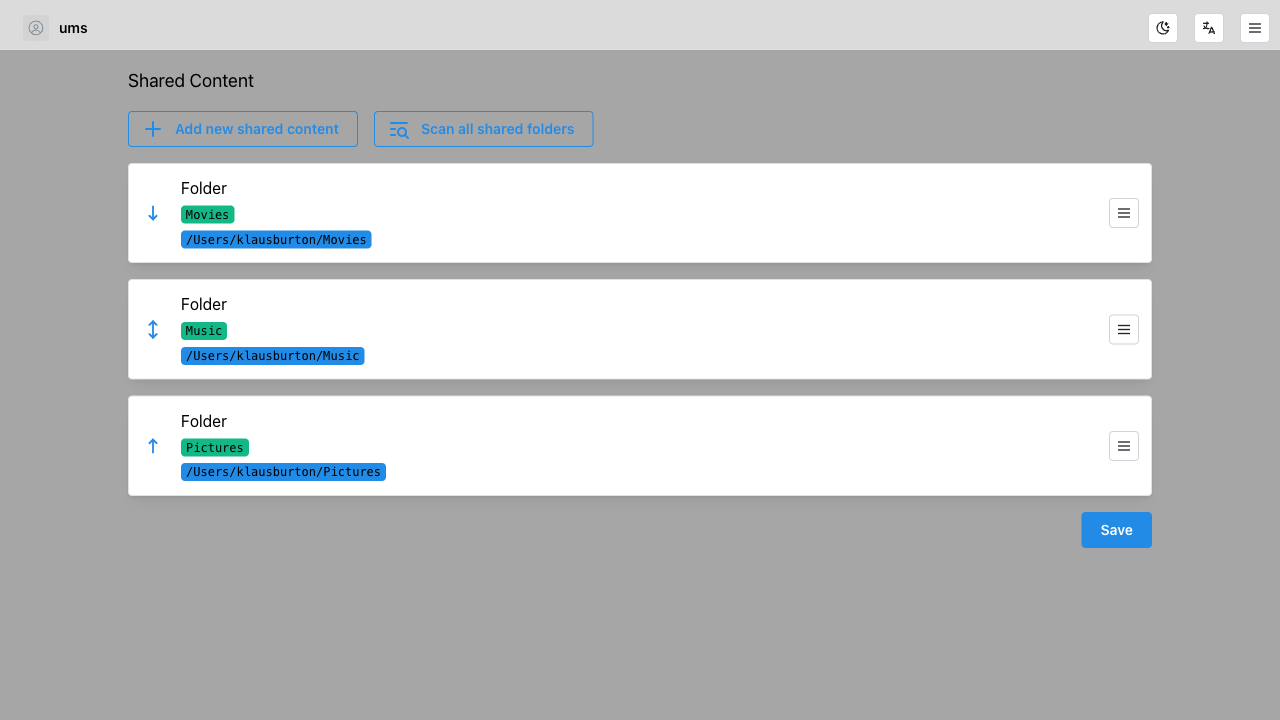 ums
Shared Content
Add new shared content
Scan all shared folders
Folder
Movies
/Users/klausburton/Movies
Folder
Music
/Users/klausburton/Music
Folder
Pictures
/Users/klausburton/Pictures
Save